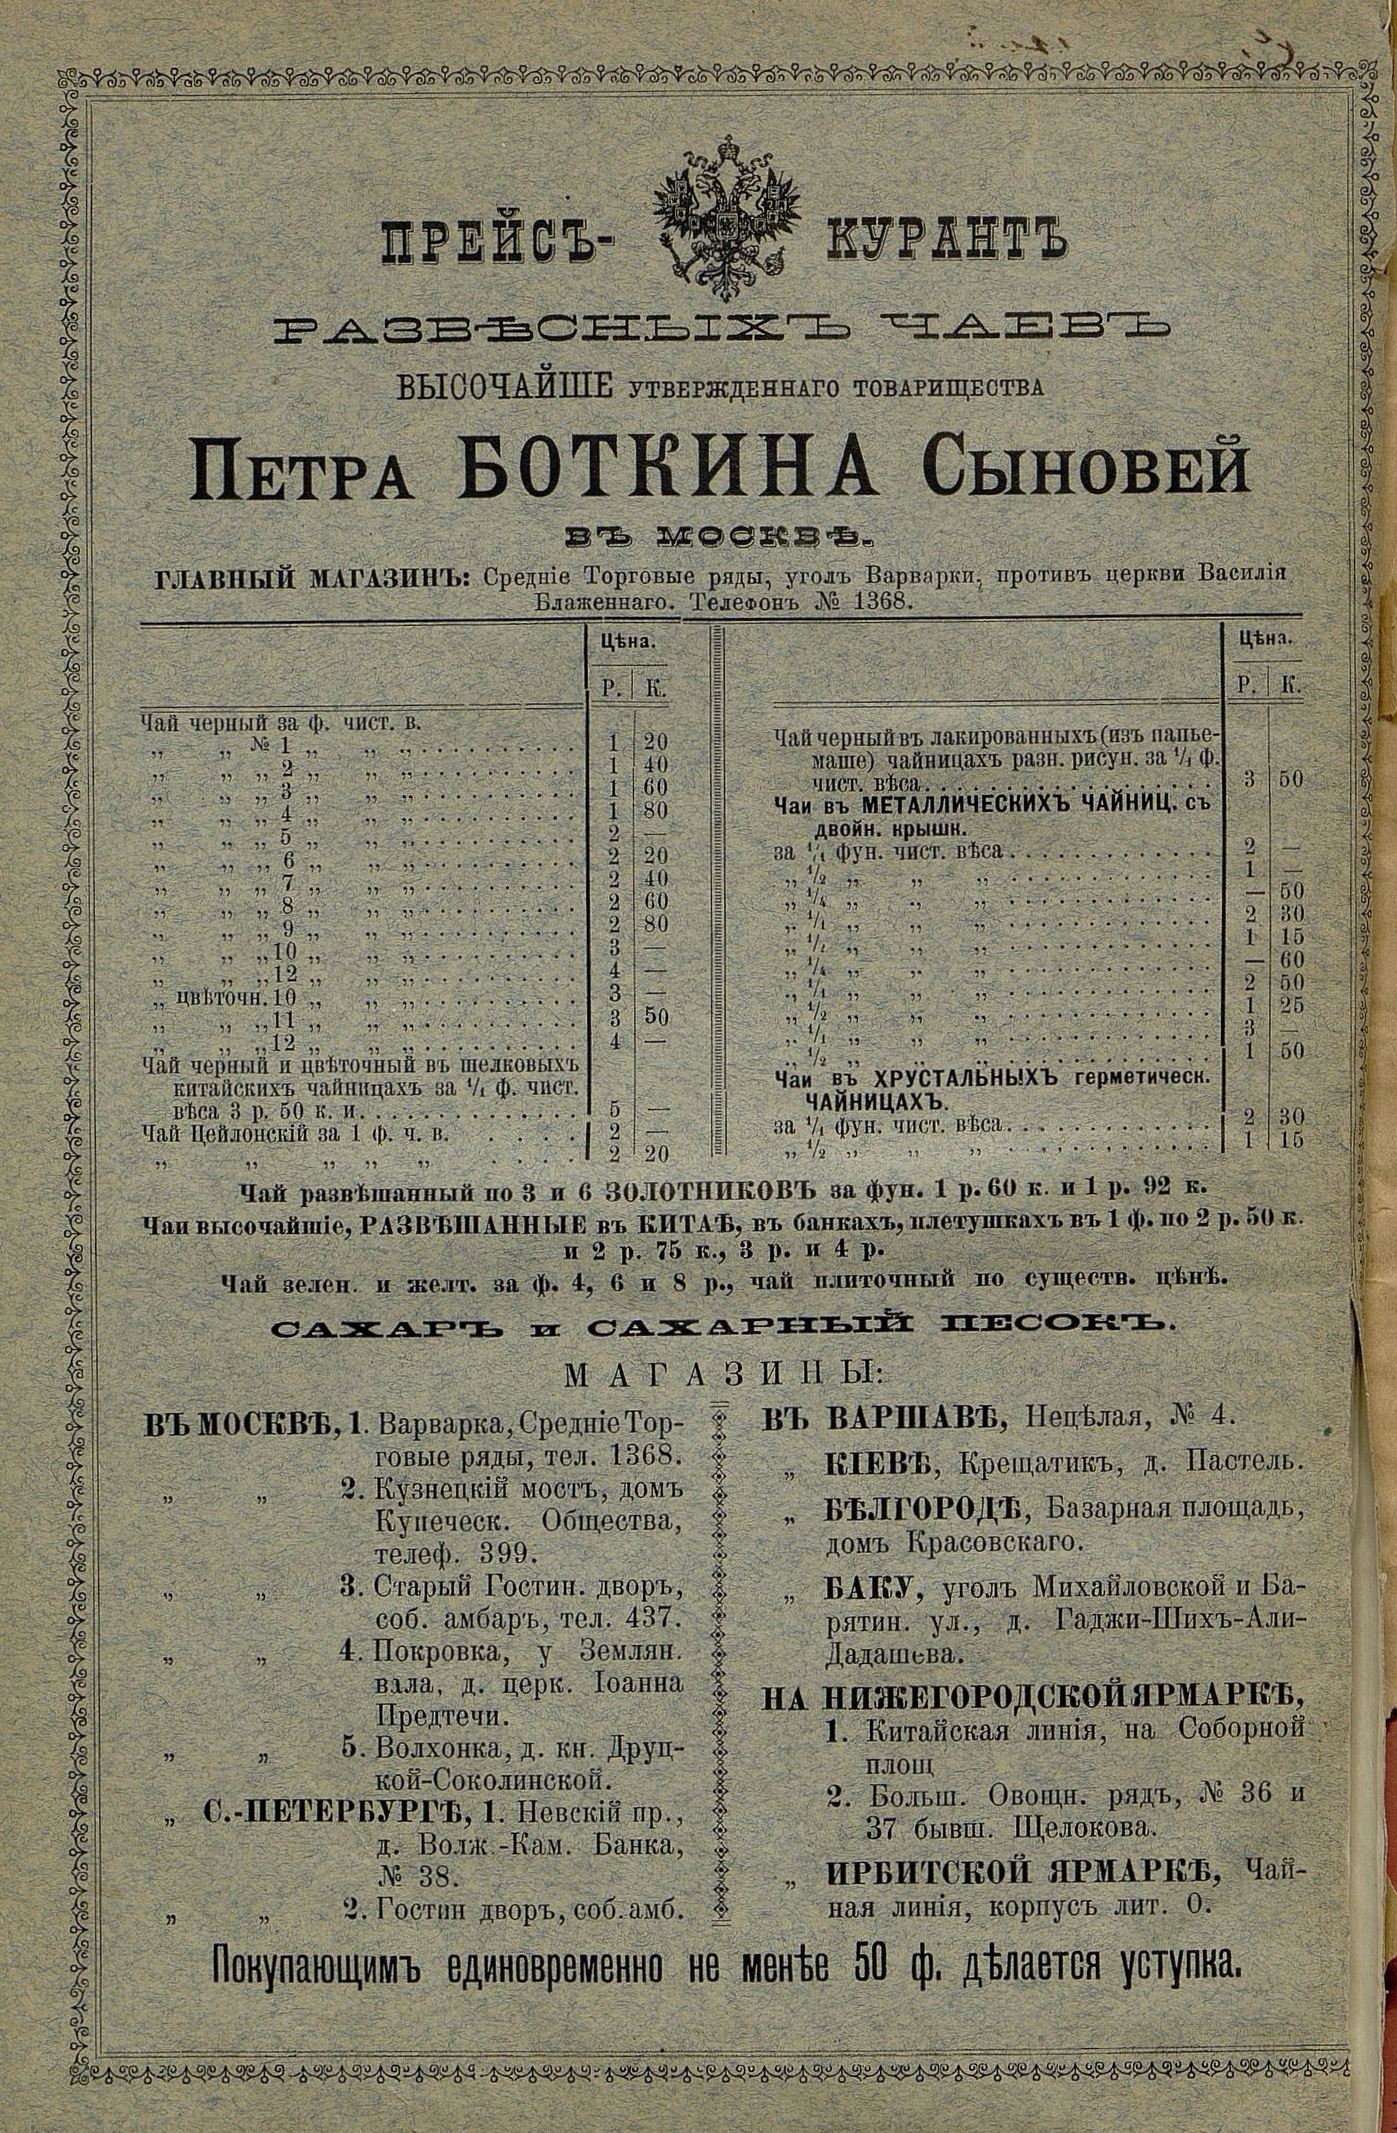 ПРЕЙСЪ-КУРАНТЪ
РАЗВѢСНЫХЪ ЧАЕВЪ
ВЫСОЧАЙШЕ УТВЕРЖДЕННАГО ТОВАРИЩЕСТВА
ПЕТРА БОТКИНА СЫНОВЕЙ
ВЪ МОСКВѢ.
ГЛАВНЫЙ МАГАЗИНЪ: Средніе Торговые ряды, уголъ Варварки, противъ церкви Василія
Блаженнаго. Телефонъ № 1368.
Цѣна.
Р. К.
Чай черный за ф. чист. в.
„ „ № 1 „ „ „ . . . . . . . . . . 1 20
„ „ „ 2 „ „ „ . . . . . . . . . . 1 40
„ „ „ 3 „ „ „ . . . . . . . . . . 1 60
„ „ „ 4 „ „ „ . . . . . . . . . . 1 80
„ „ „ 5 „ „ „ . . . . . . . . . . 2 —
„ „ „ 6 „ „ „ . . . . . . . . . . 2 20
„ „ „ 7 „ „ „ . . . . . . . . . . 2 40
„ „ „ 8 „ „ „ . . . . . . . . . . 2 60
„ „ „ 9 „ „ „ . . . . . . . . . . 2 80
„ „ „ 10 „ „ „ . . . . . . . . . . 3 —
„ „ „ 12 „ „ „ . . . . . . . . . . 4 —
„ цвѣточн. 10 „ „ „ . . . . . . . . . . 3 —
„ „ „ 11 „ „ „ . . . . . . . . . . 3 50
„ „ „ 12 „ „ „ . . . . . . . . . . 4 —
Чай черный и цвѣточный въ шелковыхъ
китайскихъ чайницахъ за 1/1 ф. чист.
вѣса 3 р. 50 к. и. . . . . . . . . . . . . 5 —
Чай Цейлонскій за 1 ф. ч. в. . . . . . 2 —
„ „ „ „ „ . . . . 2 20
Цѣна.
Р. К.
Чай черный въ лакированныхъ (изъ папье-
маше) чайницахъ разн. рисун. за 1/1 ф.
чист. вѣса. . . . . . . . . . . . . . . . 3 50
Чаи въ МЕТАЛЛИЧЕСКИХЪ ЧАЙНИЦ. съ
двойн. крышк.
за 1/1 фун. чист. вѣса . . . . . . . . . . . . 2 —
„ 1/2 „ „ „ . . . . . . . . . . . . 1 —
„ 1/4 „ „ „ . . . . . . . . . . . . — 50
„ 1/1 „ „ „ . . . . . . . . . . . . 2 30
„ 1/2 „ „ „ . . . . . . . . . . . . 1 15
„ 1/4 „ „ „ . . . . . . . . . . . . — 60
„ 1/1 „ „ „ . . . . . . . . . . . . 2 50
„ 1/2 „ „ „ . . . . . . . . . . . . 1 25
„ 1/1 „ „ „ . . . . . . . . . . . . 3 —
„ 1/2 „ „ „ . . . . . . . . . . . . 1 50
Чаи въ ХРУСТАЛЬНЫХЪ герметическ.
ЧАЙНИЦАХЪ.
за 1/1 фун. чист. вѣса. . . . . . . . . . . . 2 30
„ 1/2 „ „ „ . . . . . . . . . . . . 1 15
Чай развѣшанный по 3 и 6 ЗОЛОТНИКОВЪ за фун. 1 р. 60 к. и 1 р. 92 к.
Чаи высочайшіе, РАЗВѢШАННЫЕ въ КИТАѢ, въ банкахъ, плетушкахъ въ 1 ф. по 2 р. 50 к.
и 2 р. 75 к., 3 р. и 4 р.
Чай зелен. и желт. за ф. 4, 6 и 8 р., чай плиточный по существ. цѣнѣ.
САХАРЪ и САХАРНЫЙ ПЕСОКЪ.
МАГАЗИНЫ:
ВЪ МОСКВѢ, 1. Варварка, Средніе Тор-
говые ряды, тел. 1368.
„ „ 2. Кузнецкій мостъ, домъ
Купеческ. Общества,
телеф. 399.
„ „ 3. Старый Гостин. дворъ,
соб. амбаръ, тел. 437.
„ „ 4. Покровка, у Землян.
вала, д. церк. Іоанна
Предтечи.
„ „ 5. Волхонка, д. кн. Друц-
кой-Соколинской.
„ С.-ПЕТЕРБУРГѢ, 1. Невскій пр.,
д. Волж.-Кам. Банка,
№ 38.
„ „ 2. Гостин дворъ, соб. амб.
ВЪ ВАРШАВѢ, Нецѣлая, № 4.
„ КІЕВѢ, Крещатикъ, д. Пастель.
„ БѢЛГОРОДѢ, Базарная площадь,
домъ Красовскаго.
„ БАКУ, уголъ Михайловской и Ба-
рятин. ул., д. Гаджи-Шихъ-Али-
Дадашева.
НА НИЖЕГОРОДСКОЙ ЯРМАРКѢ,
1. Китайская линія, на Соборной
площ
2. Больш. Овощн. рядъ, № 36 и
37 бывш. Щелокова.
„ ИРБИТСКОЙ ЯРМАРКѢ, Чай-
ная линія, корпусъ лит. О.
Покупающимъ единовременно не менѣе 50 ф. дѣлается уступка.